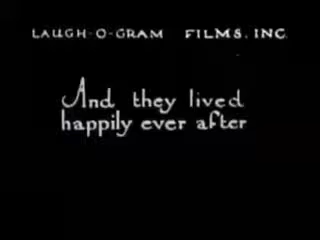 LAUGH-O-GRAM FILMS, INC.
And they lived
happily ever after